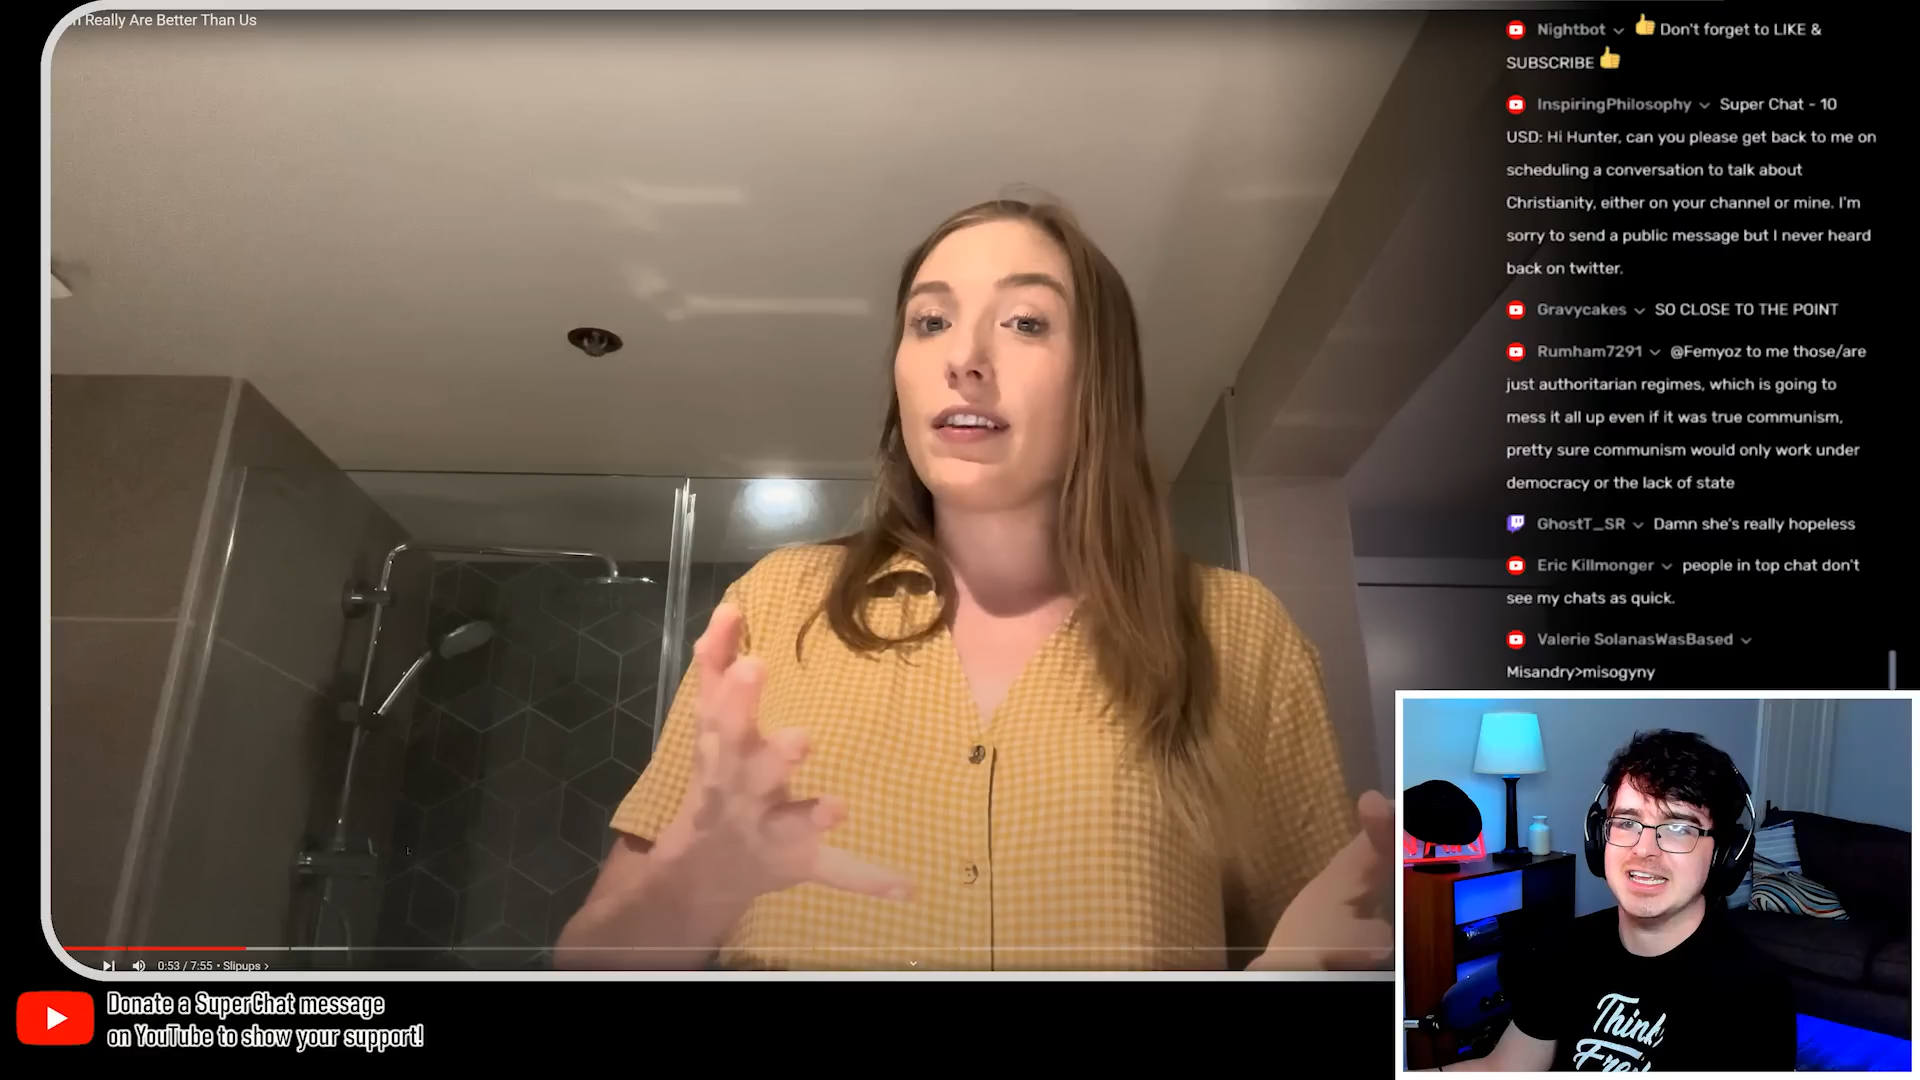 n Really Are Better Than Us
Nightbot Don't forget to LIKE &
SUBSCRIBE
InspiringPhilosophy Super Chat - 10
USD: Hi Hunter, can you please get back to me on
scheduling a conversation to talk about
Christianity, either on your channel or mine. I'm
sorry to send a public message but I never heard
back on twitter.
Gravycakes SO CLOSE TO THE POINT
Rumham7291 @Femyoz to me those/are
just authoritarian regimes, which is going to
mess it all up even if it was true communism,
pretty sure communism would only work under
democracy or the lack of state
GhostT_SR Damn she's really hopeless
Eric Killmonger people in top chat don't
see my chats as quick.
Valerie SolanasWasBased
Misandry>misogyny
0:53 / 7:55 • Slipups >
Donate a SuperChat message
on YouTube to show your support!
Think